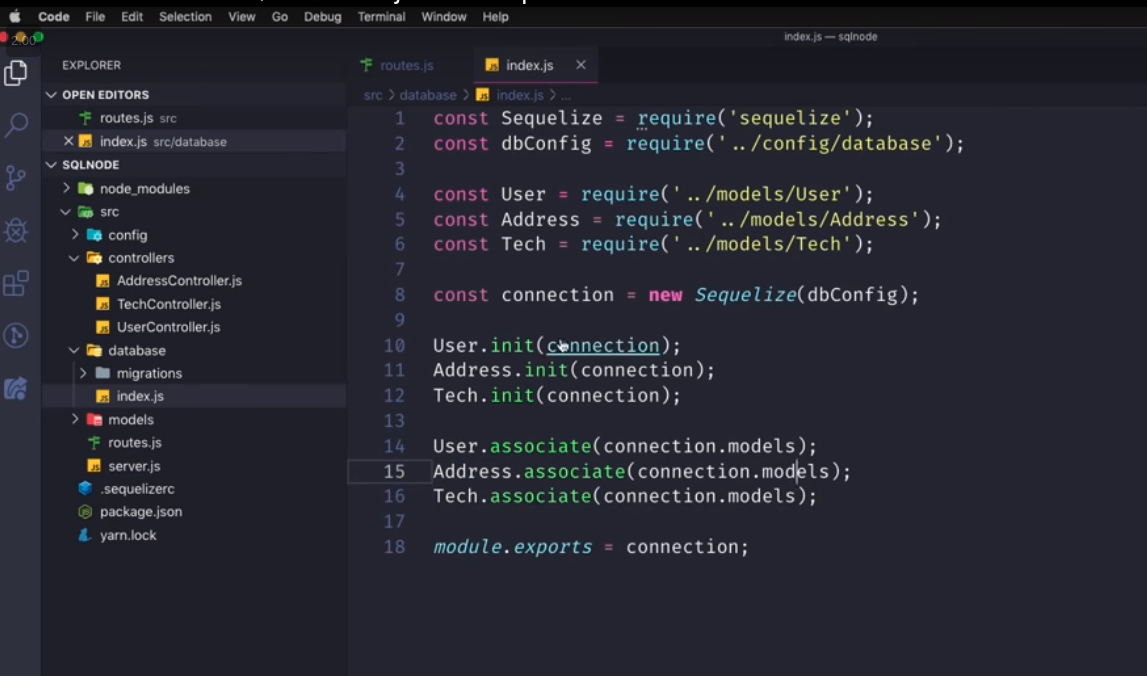 Code File Edit Selection View Go Debug Terminal Window Help
2:00
index.js — sqlnode
EXPLORER
OPEN EDITORS
routes.js src
index.js src/database
SQLNODE
node_modules
src
config
controllers
AddressController.js
TechController.js
UserController.js
database
migrations
index.js
models
routes.js
server.js
.sequelizerc
package.json
yarn.lock
routes.js index.js
src > database > index.js > ...
1 const Sequelize = require('sequelize');
2 const dbConfig = require('../config/database');
3
4 const User = require('../models/User');
5 const Address = require('../models/Address');
6 const Tech = require('../models/Tech');
7
8 const connection = new Sequelize(dbConfig);
9
10 User.init(connection);
11 Address.init(connection);
12 Tech.init(connection);
13
14 User.associate(connection.models);
15 Address.associate(connection.models);
16 Tech.associate(connection.models);
17
18 module.exports = connection;